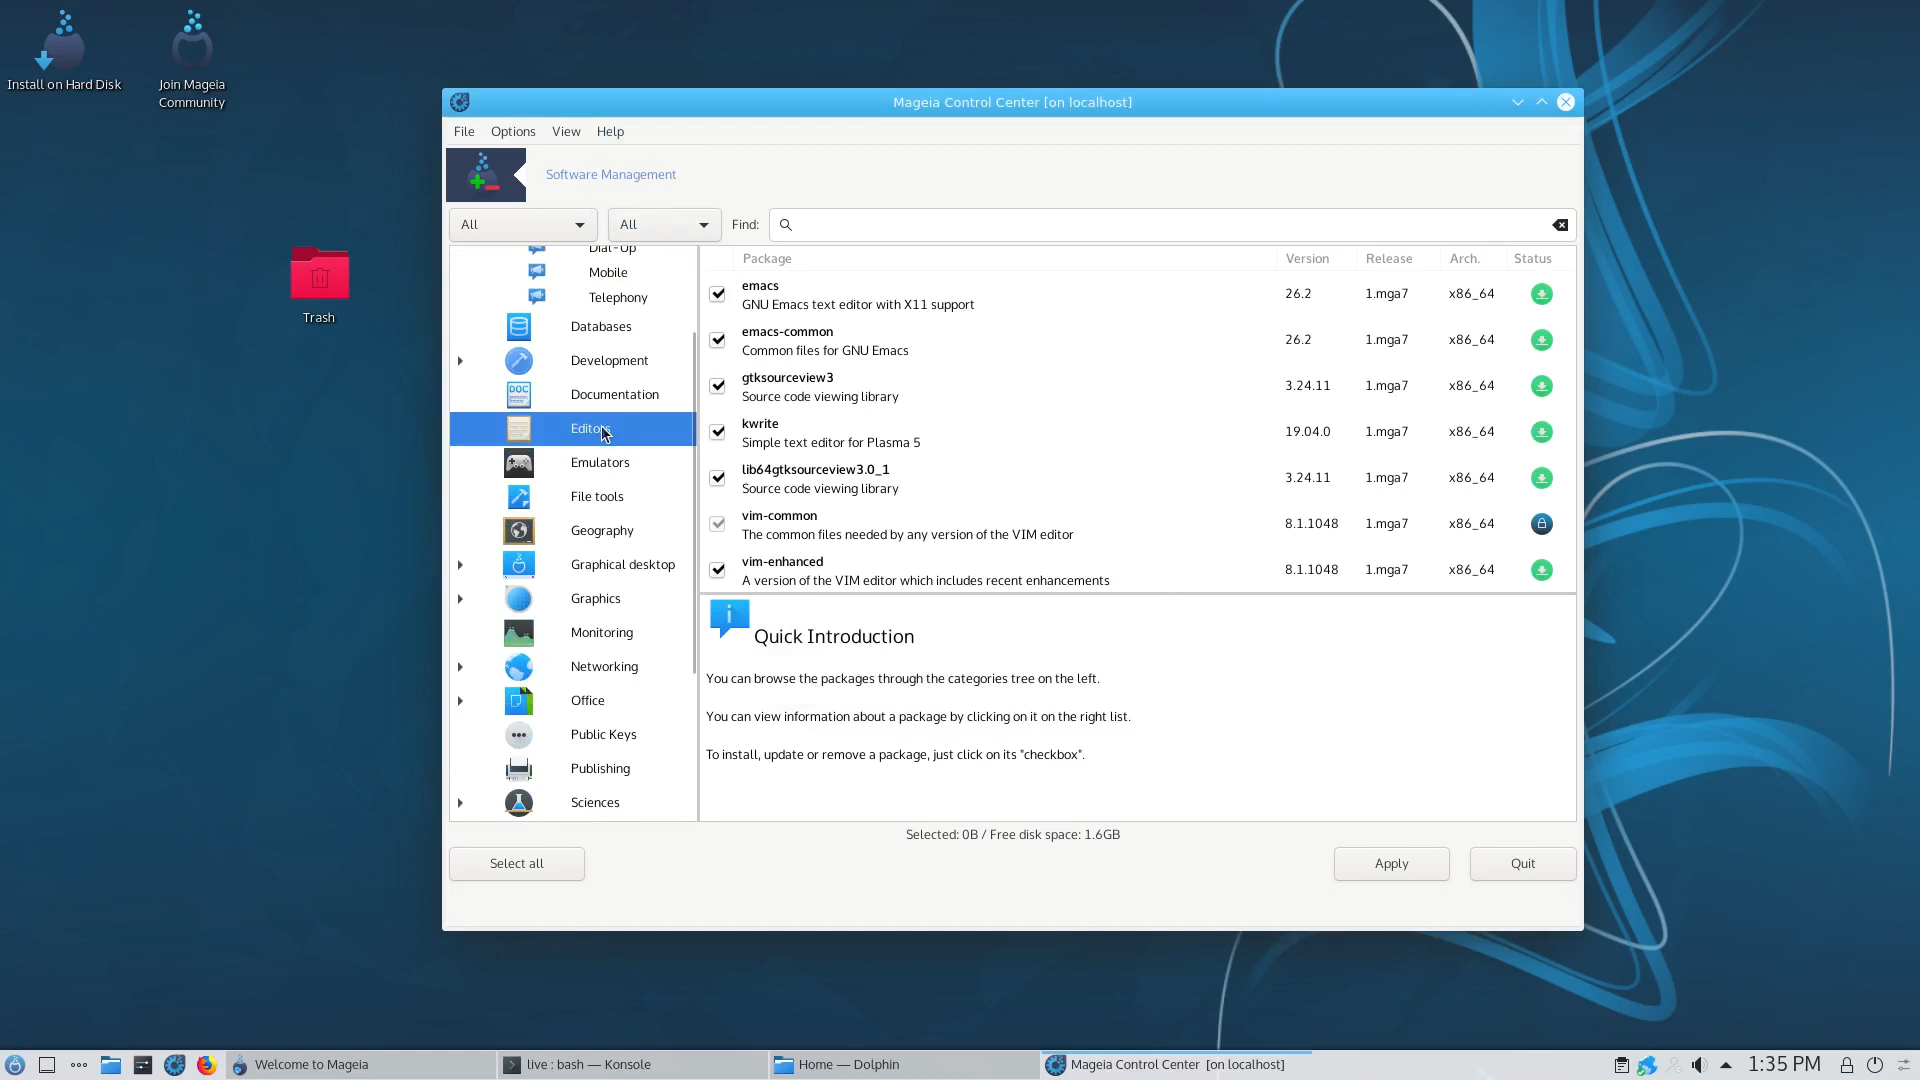 Install on Hard Disk
Join Mageia
Community
Trash
Mageia Control Center [on localhost]
File Options View Help
Software Management
All All Find:
Dial-Up
Mobile
Telephony
Databases
Development
Documentation
DOC
Editors
Emulators
File tools
Geography
Graphical desktop
Graphics
Monitoring
Networking
Office
Public Keys
Publishing
Sciences
Package Version Release Arch. Status
emacs
GNU Emacs text editor with X11 support
26.2 1.mga7 x86_64
emacs-common
Common files for GNU Emacs
26.2 1.mga7 x86_64
gtksourceview3
Source code viewing library
3.24.11 1.mga7 x86_64
kwrite
Simple text editor for Plasma 5
19.04.0 1.mga7 x86_64
lib64gtksourceview3.0_1
Source code viewing library
3.24.11 1.mga7 x86_64
vim-common
The common files needed by any version of the VIM editor
8.1.1048 1.mga7 x86_64
vim-enhanced
A version of the VIM editor which includes recent enhancements
8.1.1048 1.mga7 x86_64
Quick Introduction
You can browse the packages through the categories tree on the left.
You can view information about a package by clicking on it on the right list.
To install, update or remove a package, just click on its "checkbox".
Selected: 0B / Free disk space: 1.6GB
Select all Apply Quit
Welcome to Mageia
live : bash — Konsole
Home — Dolphin
Mageia Control Center [on localhost]
1:35 PM